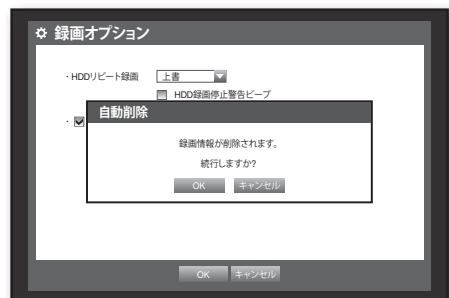 録画オプション
・HDDリピート録画 上書
HDD録画停止警告ビープ
・
自動削除
録画情報が削除されます。
続行しますか?
OK キャンセル
OK キャンセル